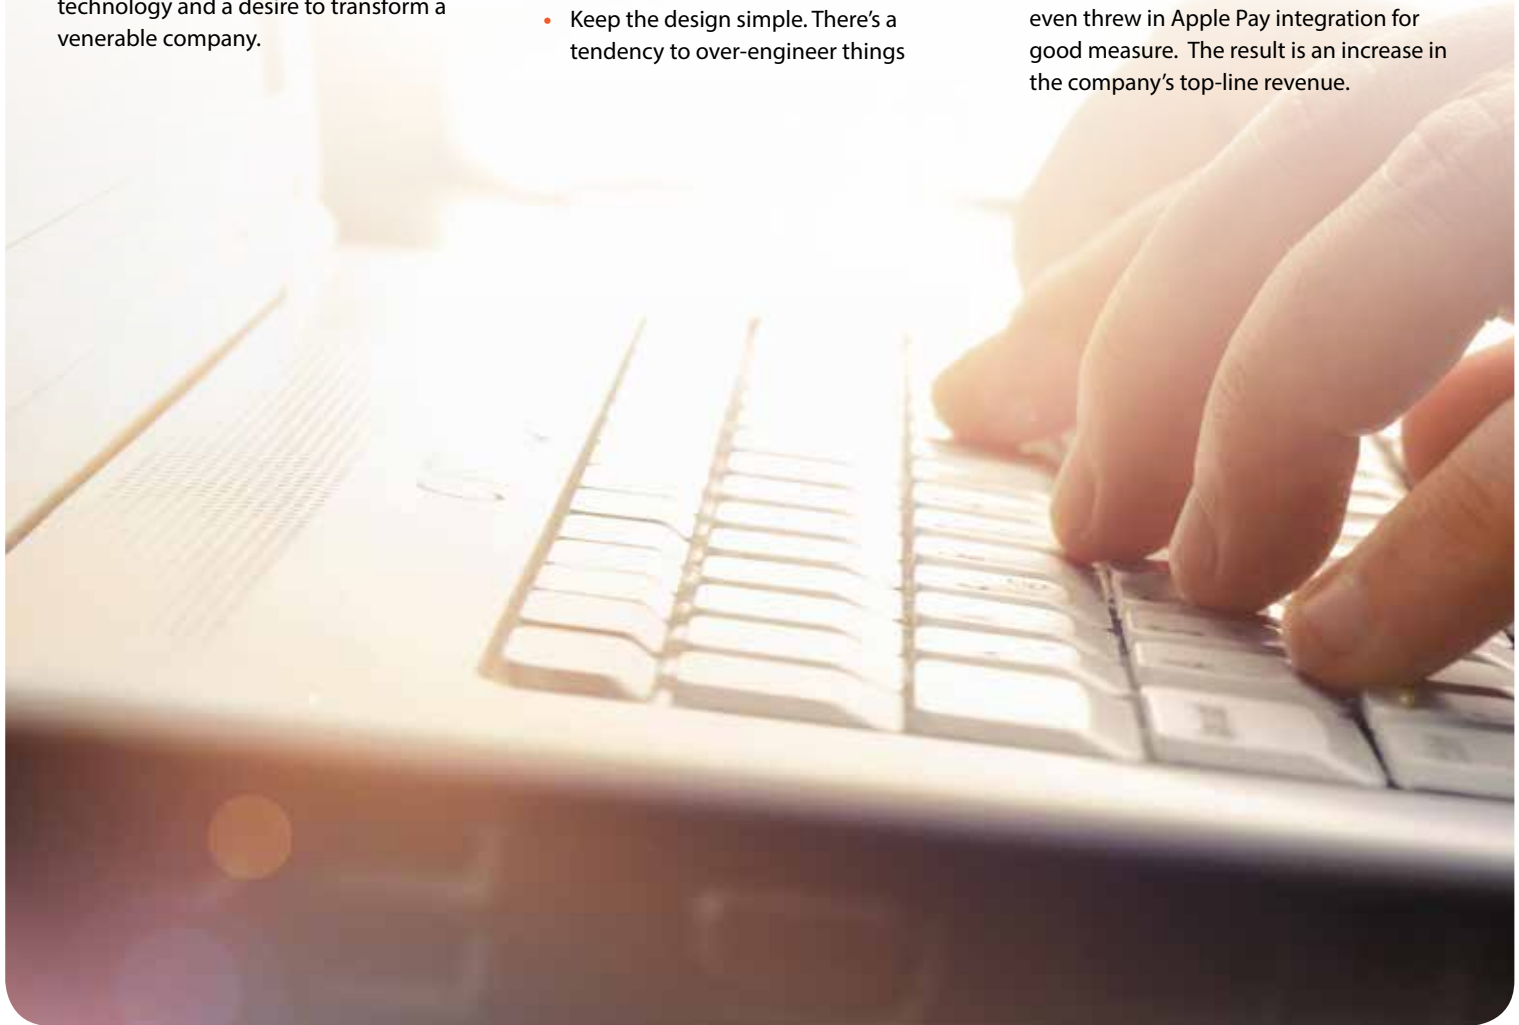 technology and a desire to transform a
venerable company.
• Keep the design simple. There's a
tendency to over-engineer things
even threw in Apple Pay integration for
good measure.  The result is an increase in
the company's top-line revenue.